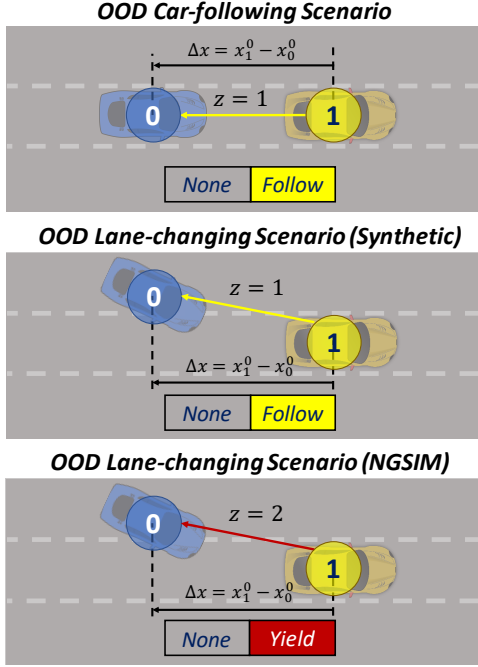 OOD Car-following Scenario
Δx = x₁⁰ − x₀⁰
0 z = 1 1
None Follow
OOD Lane-changing Scenario (Synthetic)
0 z = 1 1
Δx = x₁⁰ − x₀⁰
None Follow
OOD Lane-changing Scenario (NGSIM)
0 z = 2 1
Δx = x₁⁰ − x₀⁰
None Yield